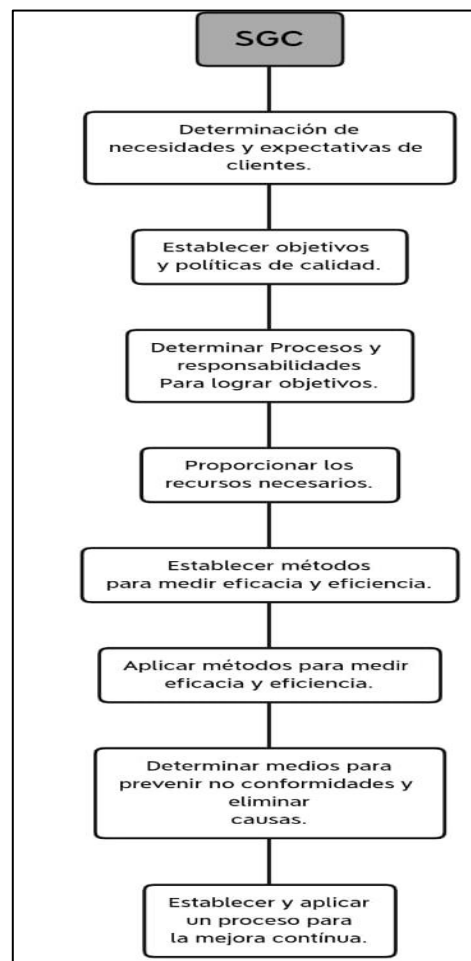 SGC
Determinación de
necesidades y expectativas de
clientes.
Establecer objetivos
y políticas de calidad.
Determinar Procesos y
responsabilidades
Para lograr objetivos.
Proporcionar los
recursos necesarios.
Establecer métodos
para medir eficacia y eficiencia.
Aplicar métodos para medir
eficacia y eficiencia.
Determinar medios para
prevenir no conformidades y
eliminar
causas.
Establecer y aplicar
un proceso para
la mejora contínua.